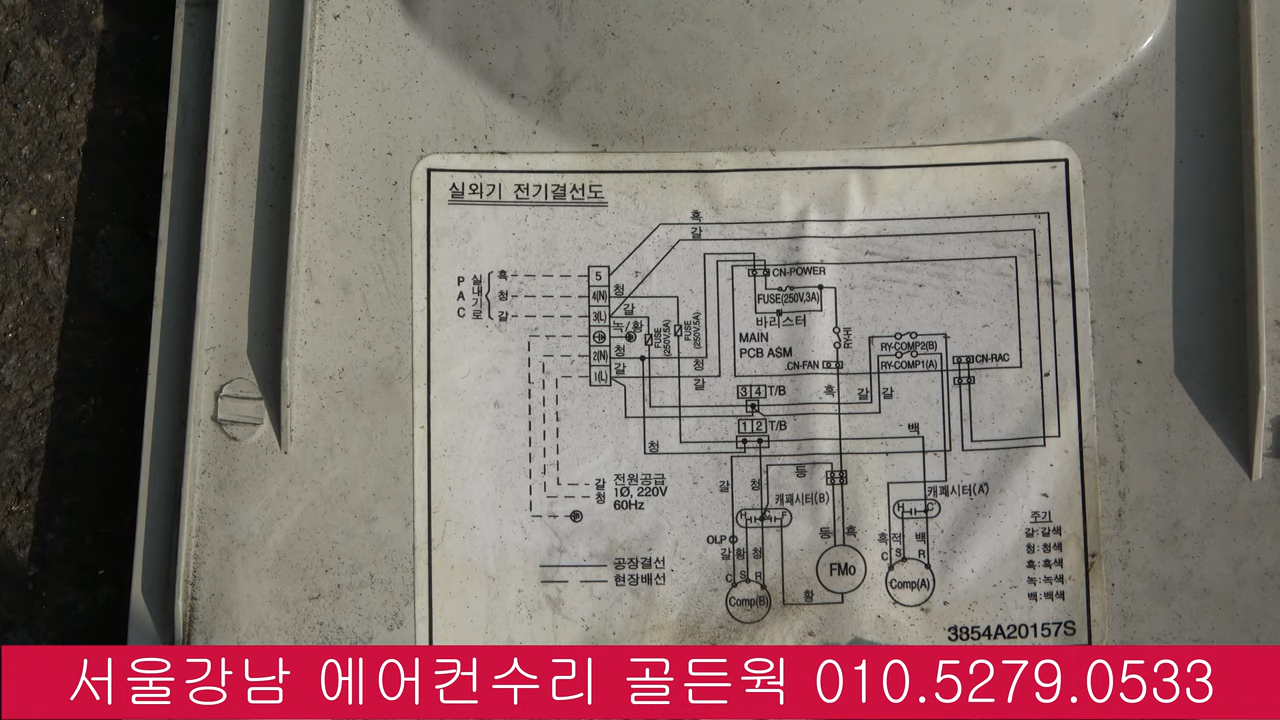 실외기 전기결선도
흑
갈
PAC
실내기로
흑
청
갈
5
4(N)
3(L)
2(N)
1(L)
청
갈
녹/황
청
갈
FUSE (250V,5A)
FUSE (250V,5A)
청
갈
CN-POWER
FUSE(250V,3A)
바리스터
MAIN
PCB ASM
RY-HI
CN-FAN
RY-COMP2(B)
RY-COMP1(A)
CN-RAC
3 4 T/B
흑
갈 갈
1 2 T/B
백
청
갈
청
등
캐패시터(B)
캐패시터(A)
갈 전원공급
청 1Ø, 220V
60Hz
H C F
H C
OLP
갈 황 청
등 흑
흑 적 백
C S R
C S R
Comp(B)
FMo
Comp(A)
황
공장결선
현장배선
주기
갈:갈색
청:청색
흑:흑색
녹:녹색
백:백색
3854A20157S
서울강남 에어컨수리 골든웍 010.5279.0533